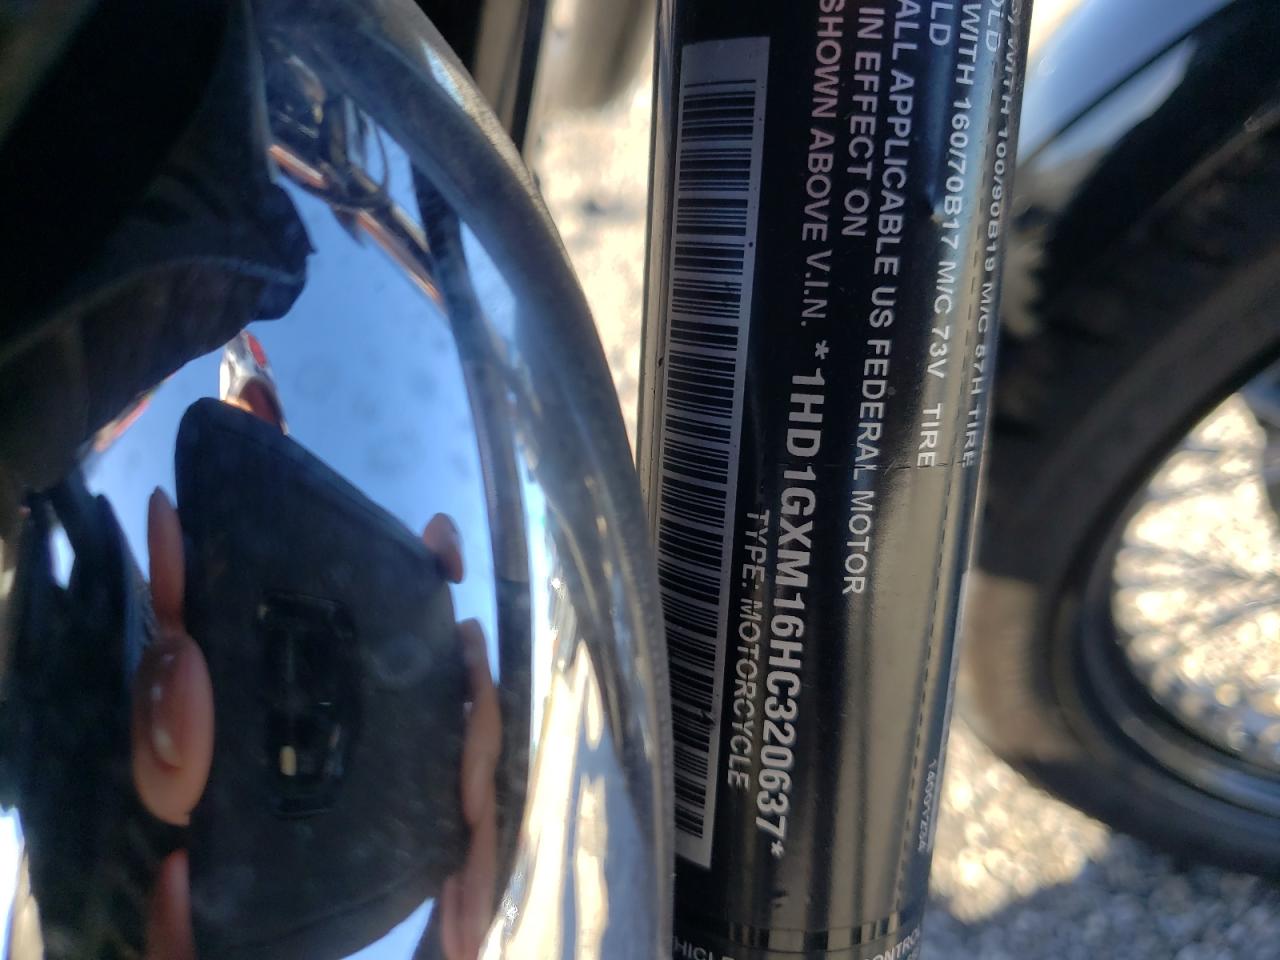 WITH 160/70B17 M/C 73V TIRE
LD
ALL APPLICABLE US FEDERAL MOTOR
IN EFFECT ON
SHOWN ABOVE V.I.N.
*1HD1GXM16HC320637*
TYPE: MOTORCYCLE